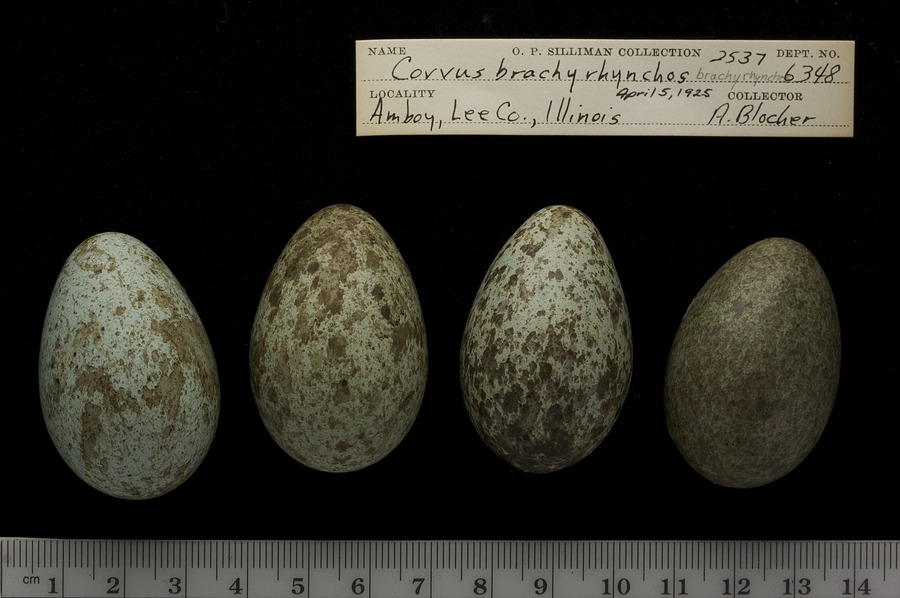 NAME O. P. SILLIMAN COLLECTION 2537 DEPT. NO.
Corvus brachyrhynchos brachyrhynchos 6348
LOCALITY April 5, 1925 COLLECTOR
Amboy, Lee Co., Illinois A. Blocher
cm 1 2 3 4 5 6 7 8 9 10 11 12 13 14